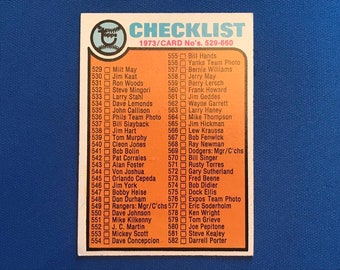 CHECKLIST
1973/CARD No's. 529-660
529 Milt May
530 Jim Kaat
531 Ron Woods
532 Steve Mingori
533 Larry Stahl
534 Dave Lemonds
535 John Callison
536 Phils Team Photo
537 Bill Slayback
538 Jim Hart
539 Tom Murphy
540 Cleon Jones
541 Bob Bolin
542 Pat Corrales
543 Alan Foster
544 Von Joshua
545 Orlando Cepeda
546 Jim York
547 Bobby Heise
548 Don Durham
549 Rangers: Mgr/C'chs
550 Dave Johnson
551 Mike Kilkenny
552 J. C. Martin
553 Mickey Scott
554 Dave Concepcion
555 Bill Hands
556 Yanks Team Photo
557 Bernie Williams
558 Jerry May
559 Barry Lersch
560 Frank Howard
561 Jim Geddes
562 Wayne Garrett
563 Larry Haney
564 Mike Thompson
565 Jim Hickman
566 Lew Krausse
567 Bob Fenwick
568 Ray Newman
569 Dodgers: Mgr/C'chs
570 Bill Singer
571 Rusty Torres
572 Gary Sutherland
573 Fred Beene
574 Bob Didier
575 Dock Ellis
576 Expos Team Photo
577 Eric Soderholm
578 Ken Wright
579 Tom Grieve
580 Joe Pepitone
581 Steve Kealey
582 Darrell Porter